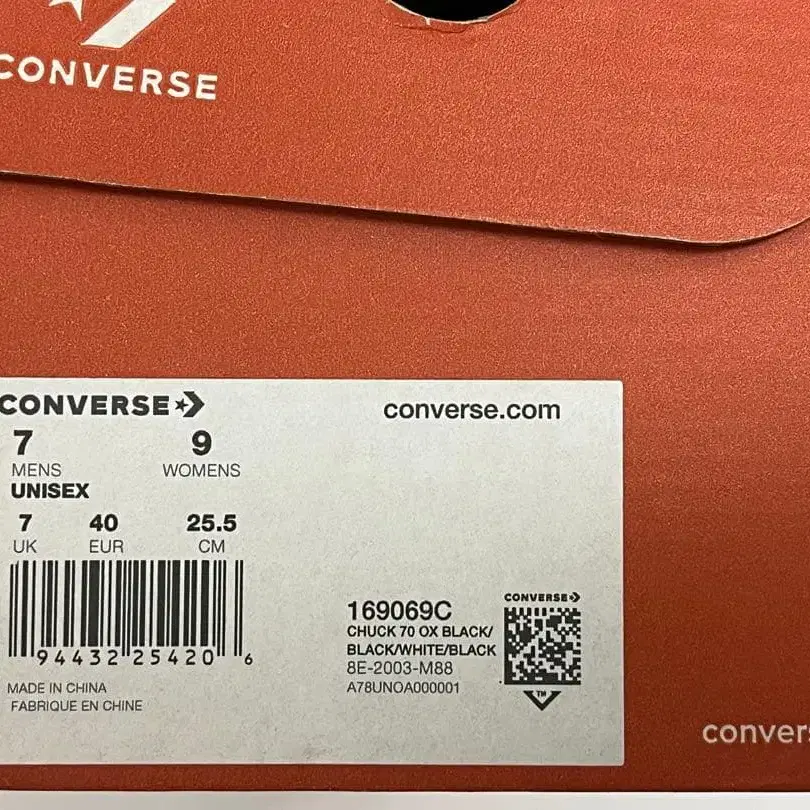 CONVERSE
CONVERSE
converse.com
7 9
MENS WOMENS
UNISEX
7 40 25.5
UK EUR CM
94432 25420 6
169069C
CHUCK 70 OX BLACK/
BLACK/WHITE/BLACK
8E-2003-M88
A78UNOA000001
CONVERSE
TM
MADE IN CHINA
FABRIQUE EN CHINE
convers